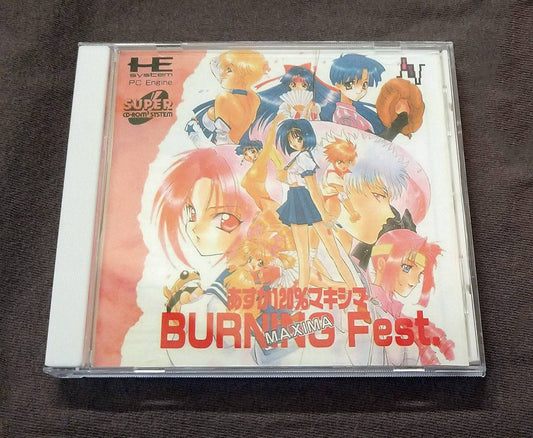 HE
system
PC Engine
SUPER
CD-ROM² SYSTEM
あすか120%マキシマ
BURNING Fest.
MAXIMA